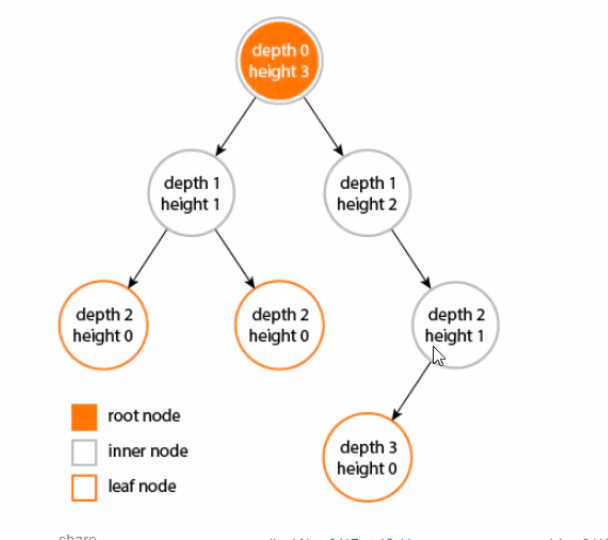 depth 0
height 3
depth 1
height 1
depth 1
height 2
depth 2
height 0
depth 2
height 0
depth 2
height 1
depth 3
height 0
root node
inner node
leaf node
share